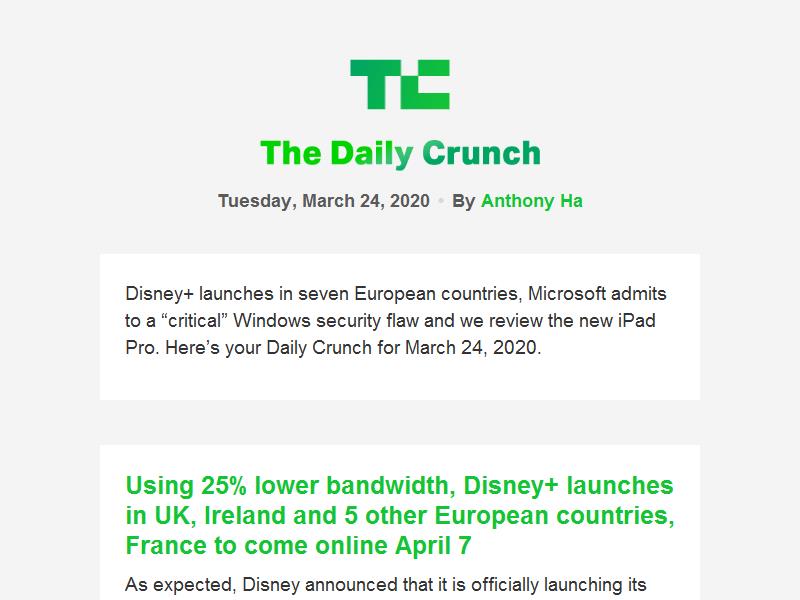 TC
The Daily Crunch
Tuesday, March 24, 2020 • By Anthony Ha
Disney+ launches in seven European countries, Microsoft admits
to a “critical” Windows security flaw and we review the new iPad
Pro. Here’s your Daily Crunch for March 24, 2020.
Using 25% lower bandwidth, Disney+ launches
in UK, Ireland and 5 other European countries,
France to come online April 7
As expected, Disney announced that it is officially launching its